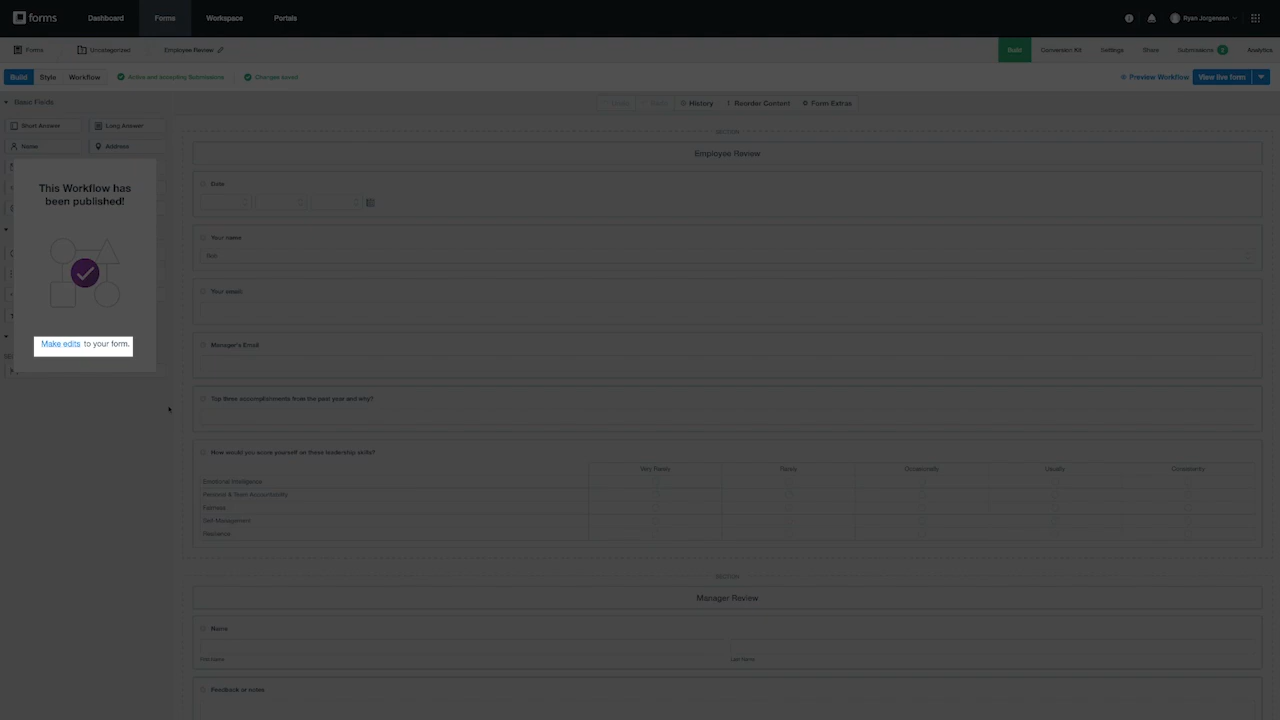 forms
Dashboard
Forms
Workspace
Portals
Ryan Jorgensen
Forms
Uncategorized
Employee Review
Build
Conversion Kit
Settings
Share
Submissions
Analytics
Build
Style
Workflow
Active and accepting Submissions
Changes saved
Preview Workflow
View live form
Basic Fields
Undo
Redo
History
Reorder Content
Form Extras
Short Answer
Long Answer
Name
Address
This Workflow has
been published!
Make edits to your form.
SECTION
Employee Review
Date
Your name
Your email
Manager's Email
Top three accomplishments from the past year and why?
How would you score yourself on these leadership skills?
Very Rarely
Rarely
Occasionally
Usually
Consistently
Emotional Intelligence
Personal & Team Accountability
Fairness
Self-Management
Resilience
SECTION
Manager Review
Name
First Name
Last Name
Feedback or notes